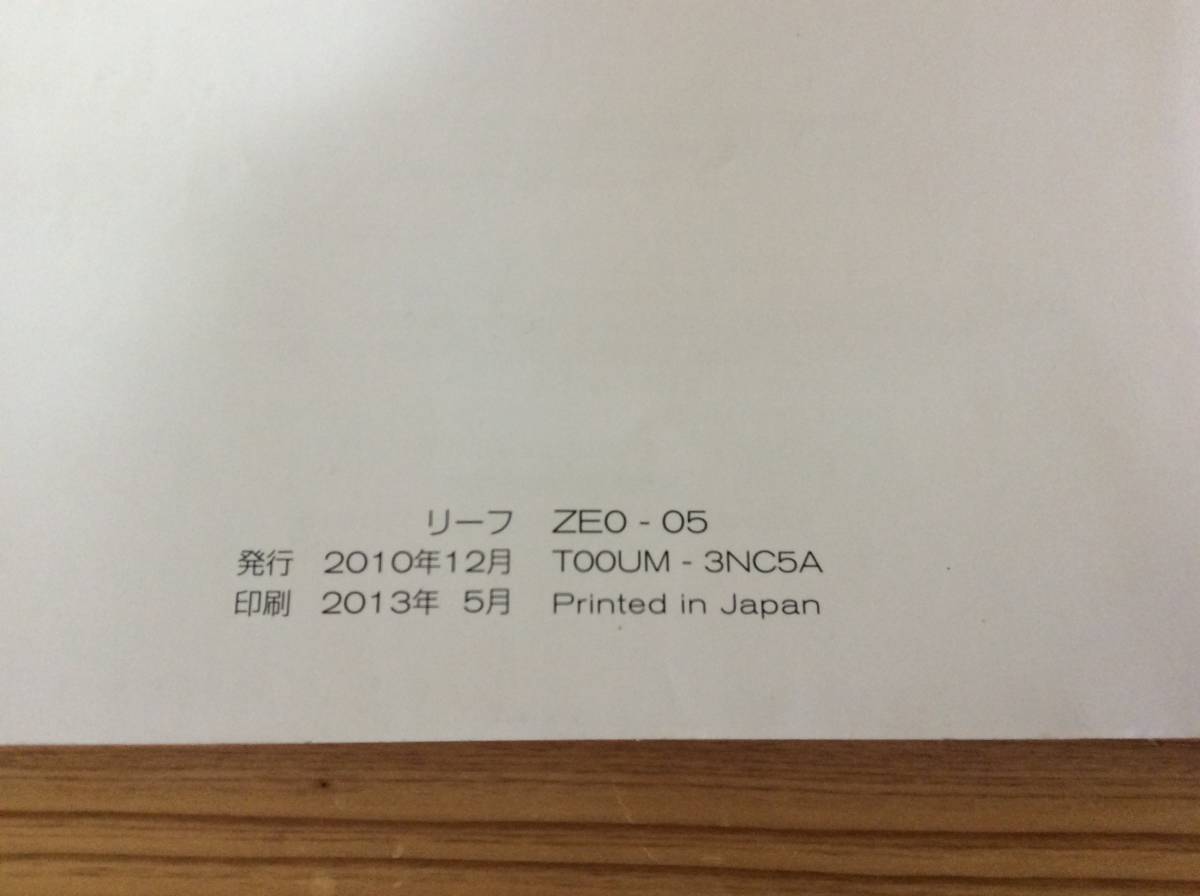 リーフ ZE0 - 05
発行 2010年12月 T00UM - 3NC5A
印刷 2013年 5月 Printed in Japan